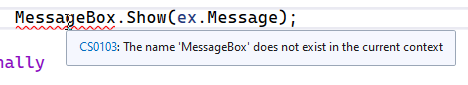 MessageBox.Show(ex.Message);
CS0103: The name 'MessageBox' does not exist in the current context
nally